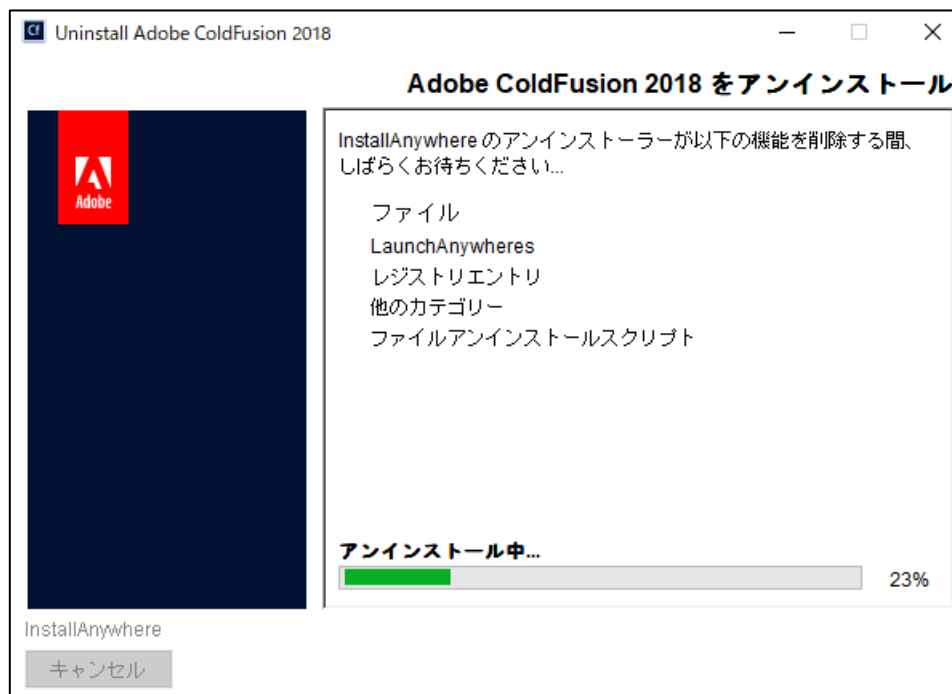 Uninstall Adobe ColdFusion 2018
Adobe ColdFusion 2018 をアンインストール
Adobe
InstallAnywhere のアンインストーラーが以下の機能を削除する間、
しばらくお待ちください...
ファイル
LaunchAnywheres
レジストリエントリ
他のカテゴリー
ファイルアンインストールスクリプト
アンインストール中...
23%
InstallAnywhere
キャンセル